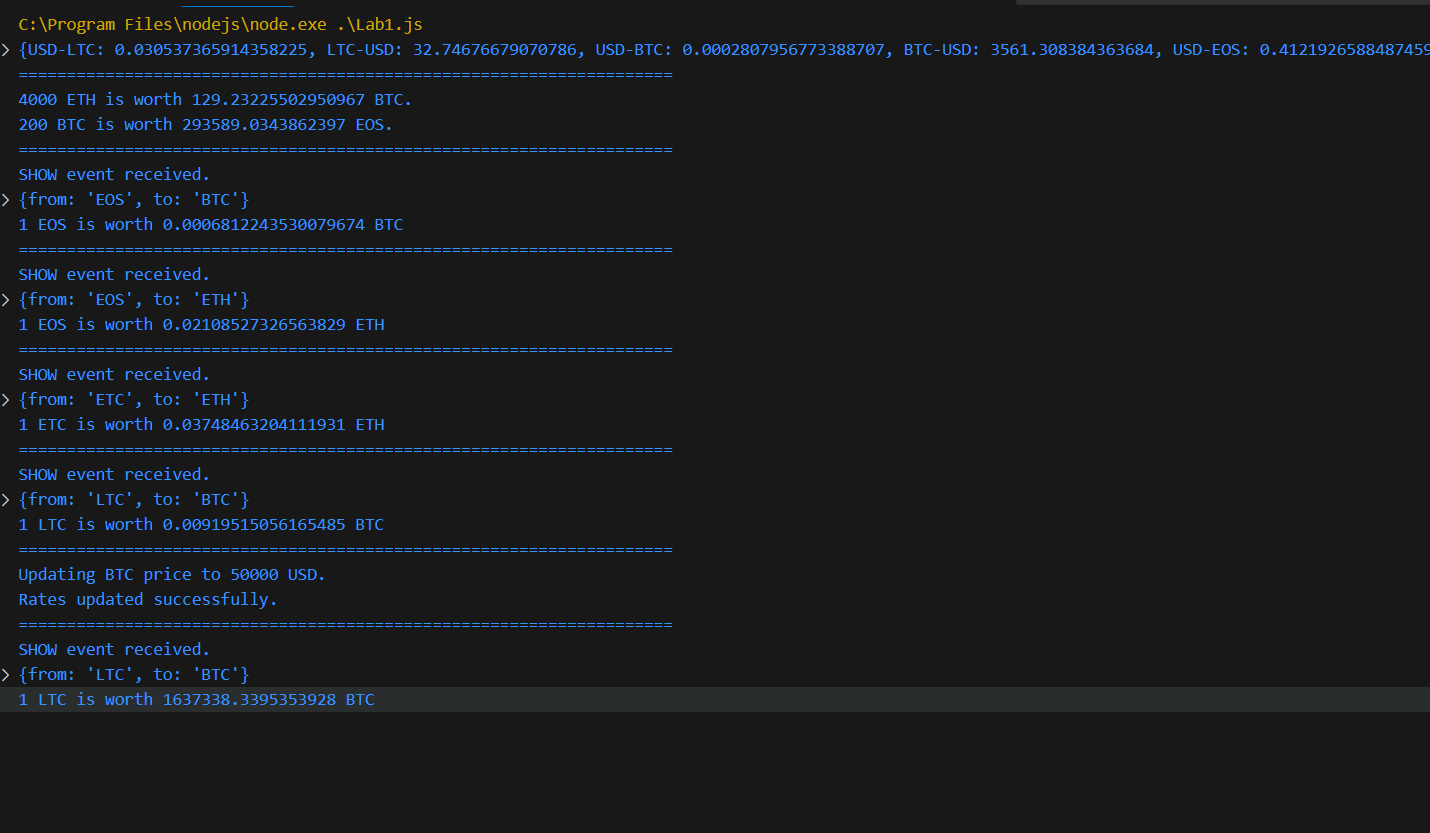 C:\Program Files\nodejs\node.exe .\Lab1.js
> {USD-LTC: 0.030537365914358225, LTC-USD: 32.74676679070786, USD-BTC: 0.0002807956773388707, BTC-USD: 3561.308384363684, USD-EOS: 0.4121926588487459
====================================================================
4000 ETH is worth 129.23225502950967 BTC.
200 BTC is worth 293589.0343862397 EOS.
====================================================================
SHOW event received.
> {from: 'EOS', to: 'BTC'}
1 EOS is worth 0.0006812243530079674 BTC
====================================================================
SHOW event received.
> {from: 'EOS', to: 'ETH'}
1 EOS is worth 0.02108527326563829 ETH
====================================================================
SHOW event received.
> {from: 'ETC', to: 'ETH'}
1 ETC is worth 0.03748463204111931 ETH
====================================================================
SHOW event received.
> {from: 'LTC', to: 'BTC'}
1 LTC is worth 0.00919515056165485 BTC
====================================================================
Updating BTC price to 50000 USD.
Rates updated successfully.
====================================================================
SHOW event received.
> {from: 'LTC', to: 'BTC'}
1 LTC is worth 1637338.3395353928 BTC